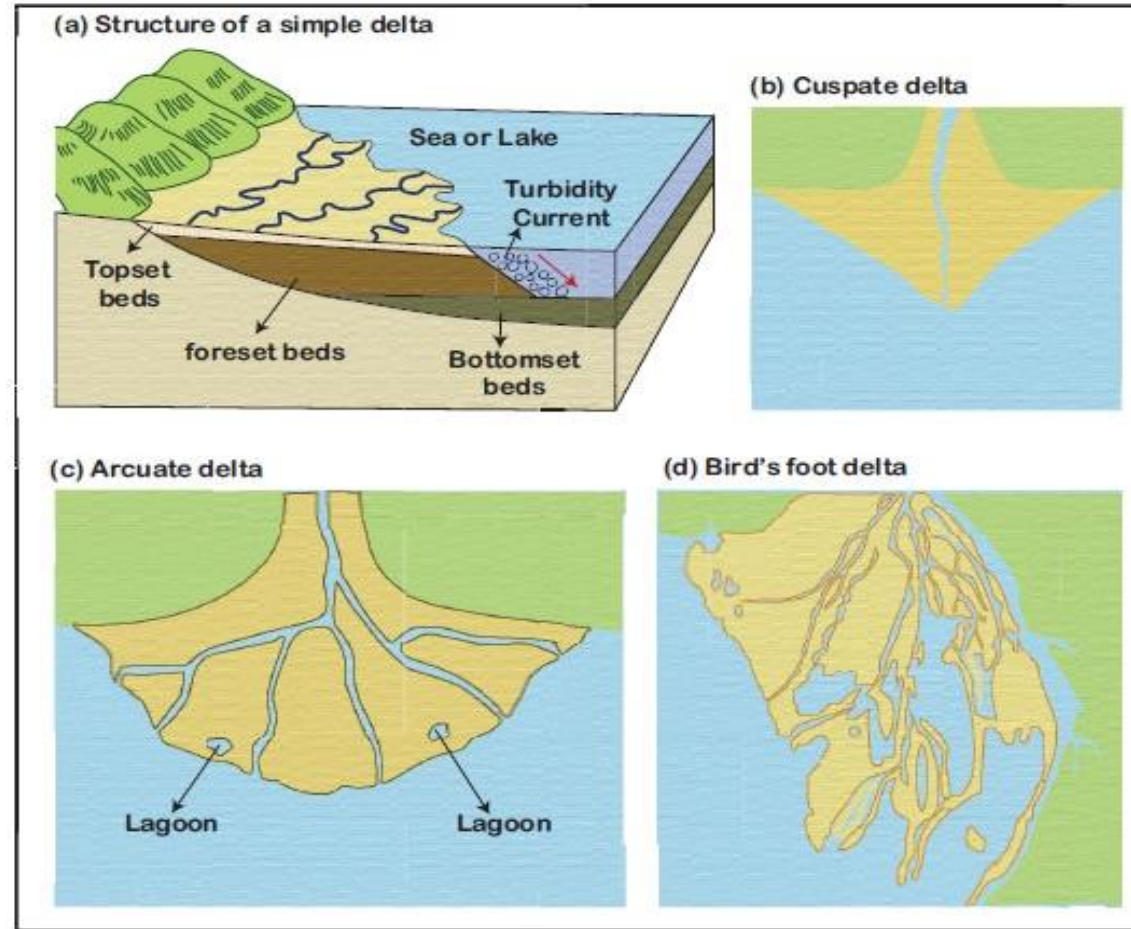 (a) Structure of a simple delta
Sea or Lake
Turbidity
Current
Topset
beds
foreset beds
Bottomset
beds
(b) Cuspate delta
(c) Arcuate delta
Lagoon
Lagoon
(d) Bird's foot delta